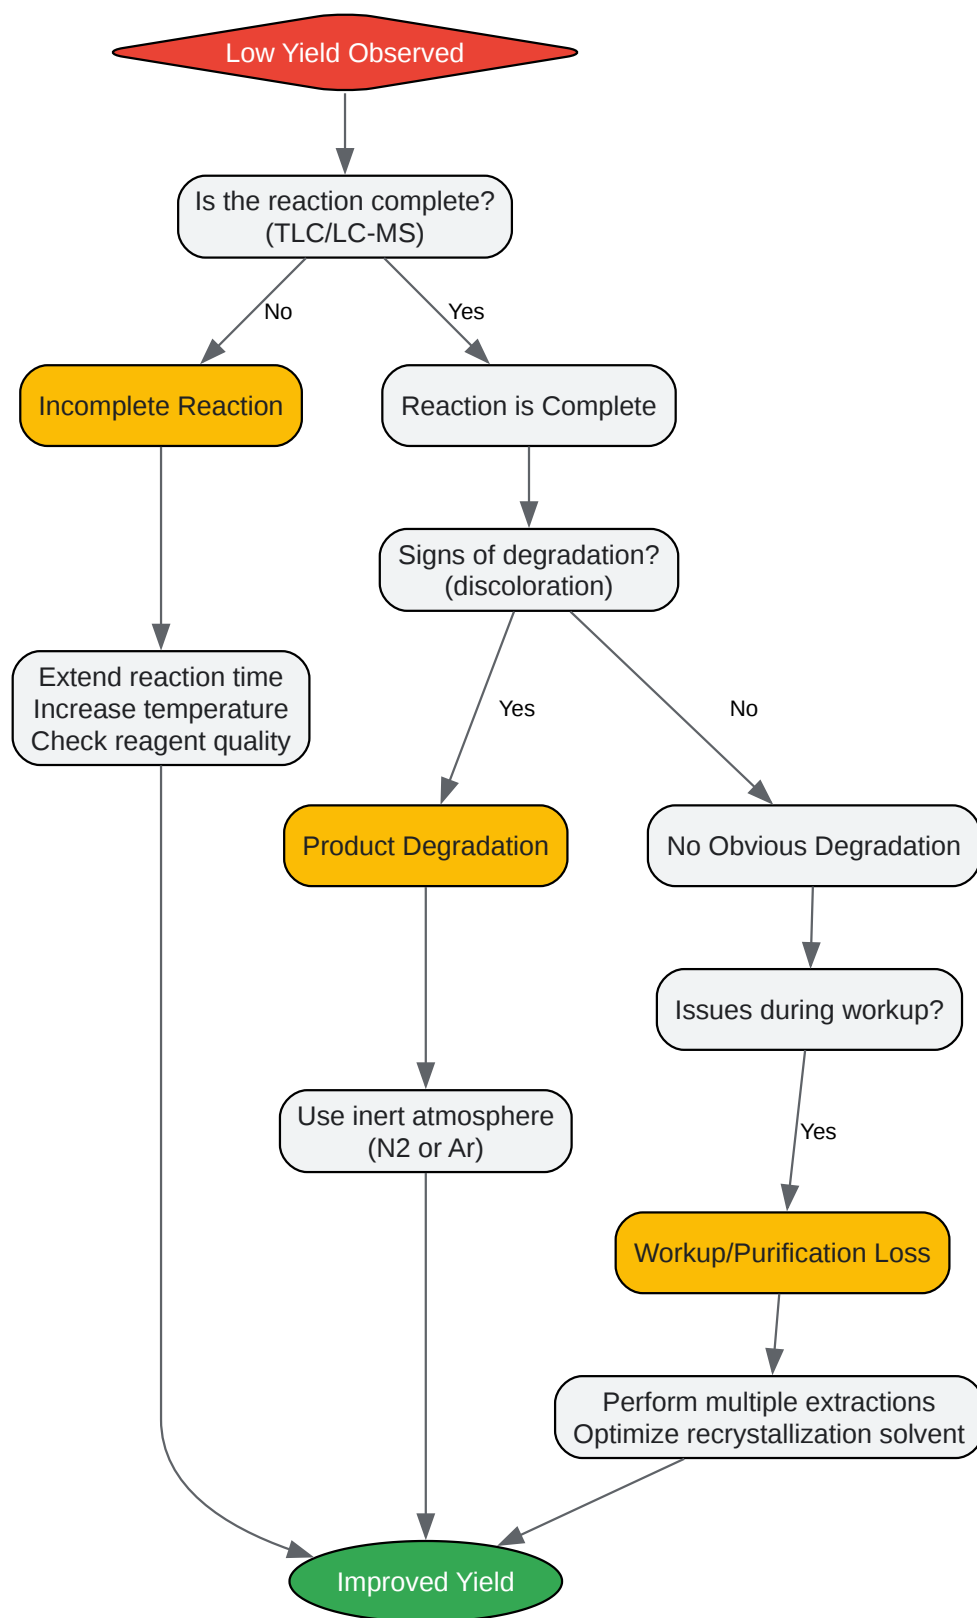 Low Yield Observed
Is the reaction complete?
(TLC/LC-MS)
No
Yes
Incomplete Reaction
Reaction is Complete
Signs of degradation?
(discoloration)
Extend reaction time
Increase temperature
Check reagent quality
Yes
No
Product Degradation
No Obvious Degradation
Issues during workup?
Use inert atmosphere
(N2 or Ar)
Yes
Workup/Purification Loss
Perform multiple extractions
Optimize recrystallization solvent
Improved Yield